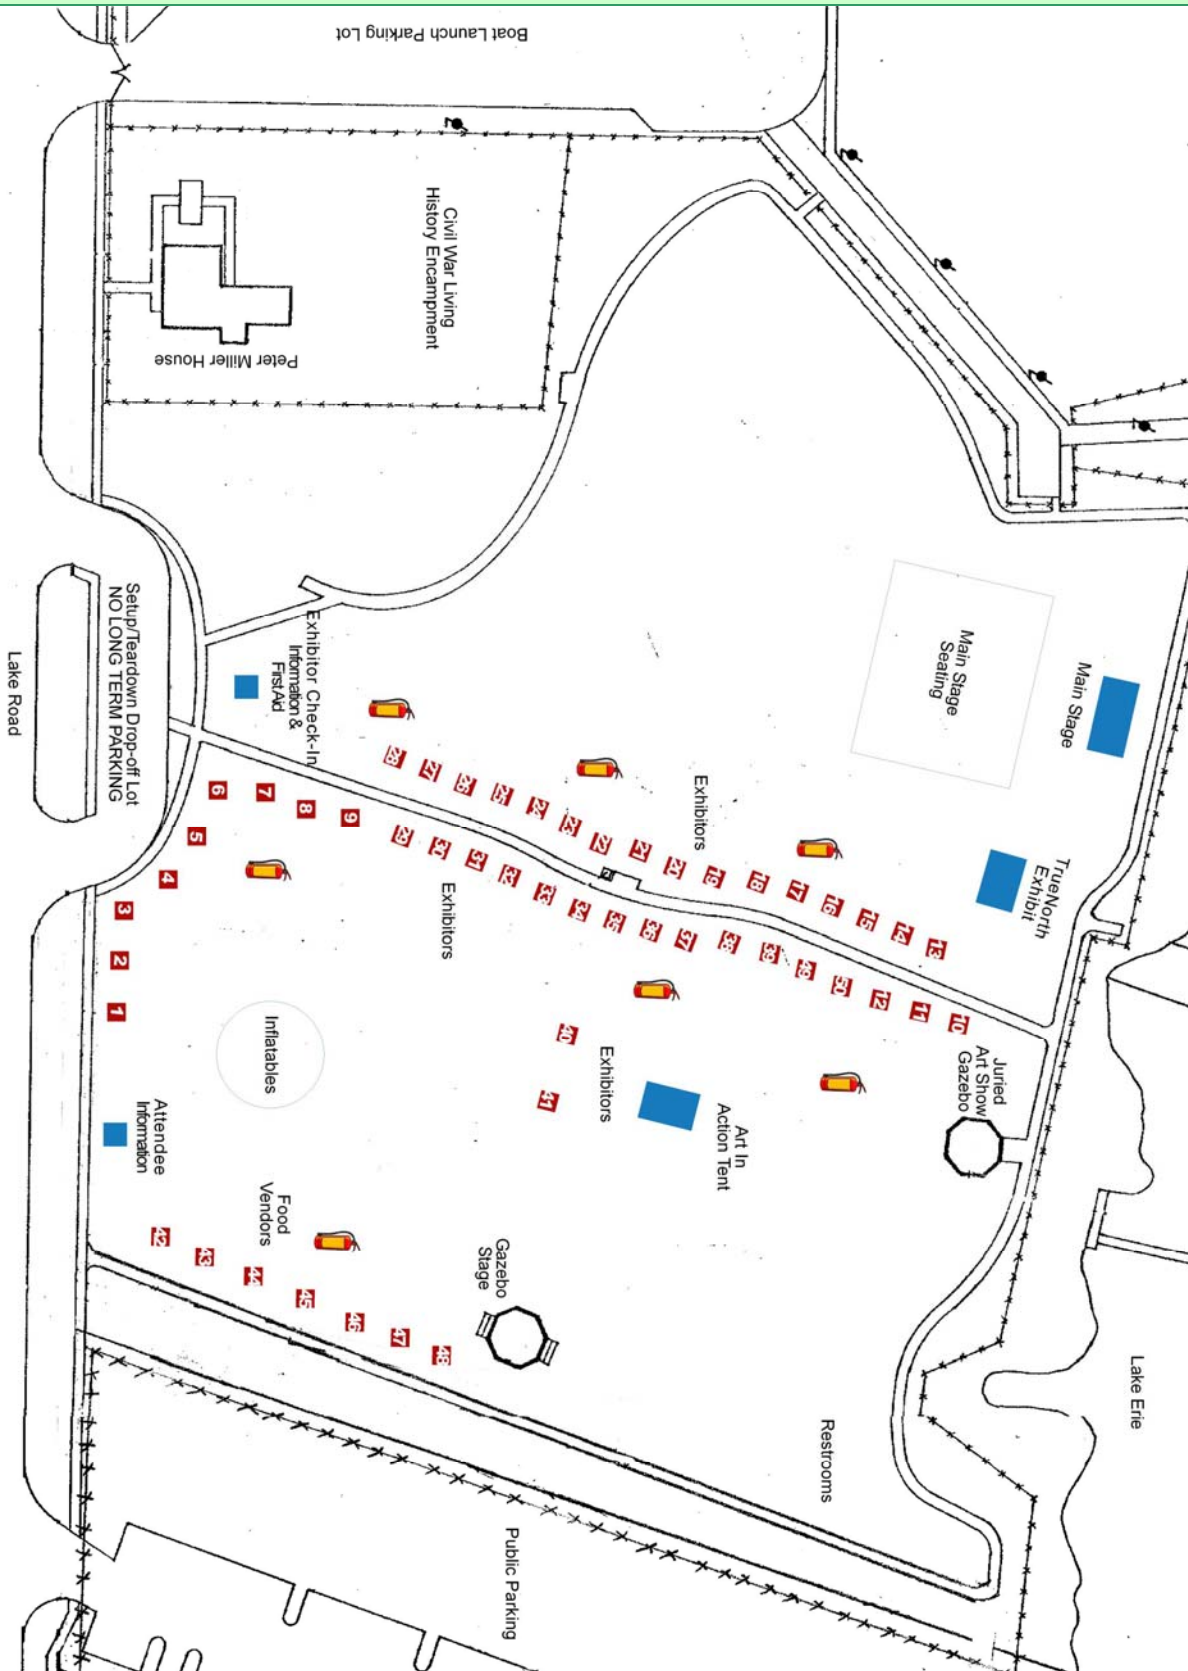 Boat Launch Parking Lot
Civil War Living
History Encampment
Peter Miller House
Setup/Teardown Drop-off Lot
NO LONG TERM PARKING
Lake Road
Exhibitor Check-In
Information &
First Aid
Main Stage
Seating
Main Stage
TrueNorth
Exhibit
Exhibitors
28
27
26
25
24
23
22
21
20
19
18
17
16
15
14
13
6
7
8
9
5
4
3
2
1
29
30
31
32
33
34
35
36
37
38
39
49
50
12
11
10
Exhibitors
40
41
Exhibitors
Inflatables
Art In
Action Tent
Juried
Art Show
Gazebo
Attendee
Information
Food
Vendors
42
43
44
45
46
47
48
Gazebo
Stage
Restrooms
Lake Erie
Public Parking